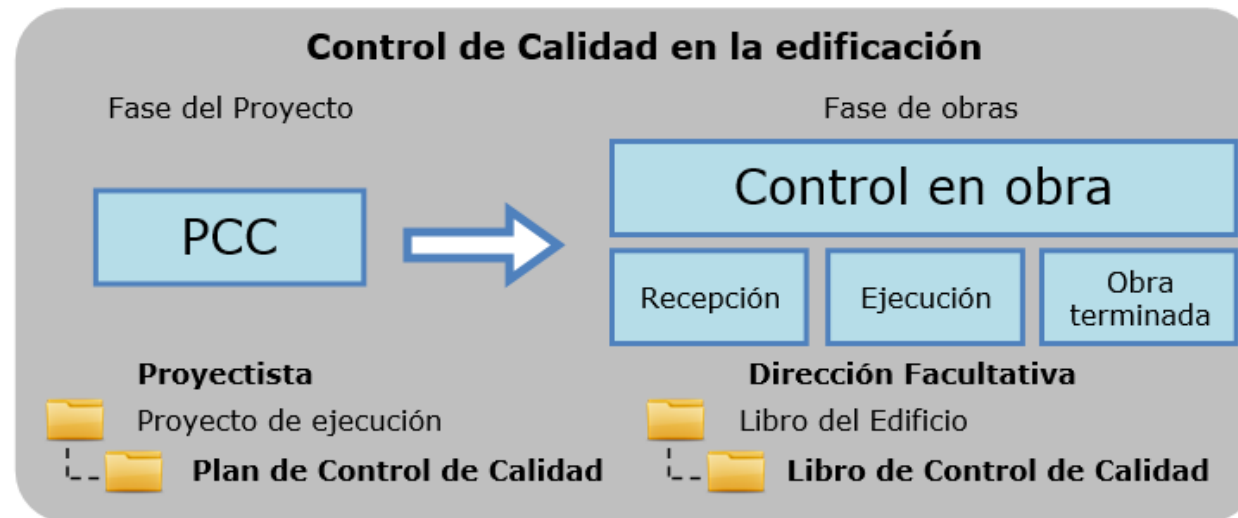 Control de Calidad en la edificación
Fase del Proyecto
PCC
Proyectista
Proyecto de ejecución
Plan de Control de Calidad
Fase de obras
Control en obra
Recepción
Ejecución
Obra
terminada
Dirección Facultativa
Libro del Edificio
Libro de Control de Calidad